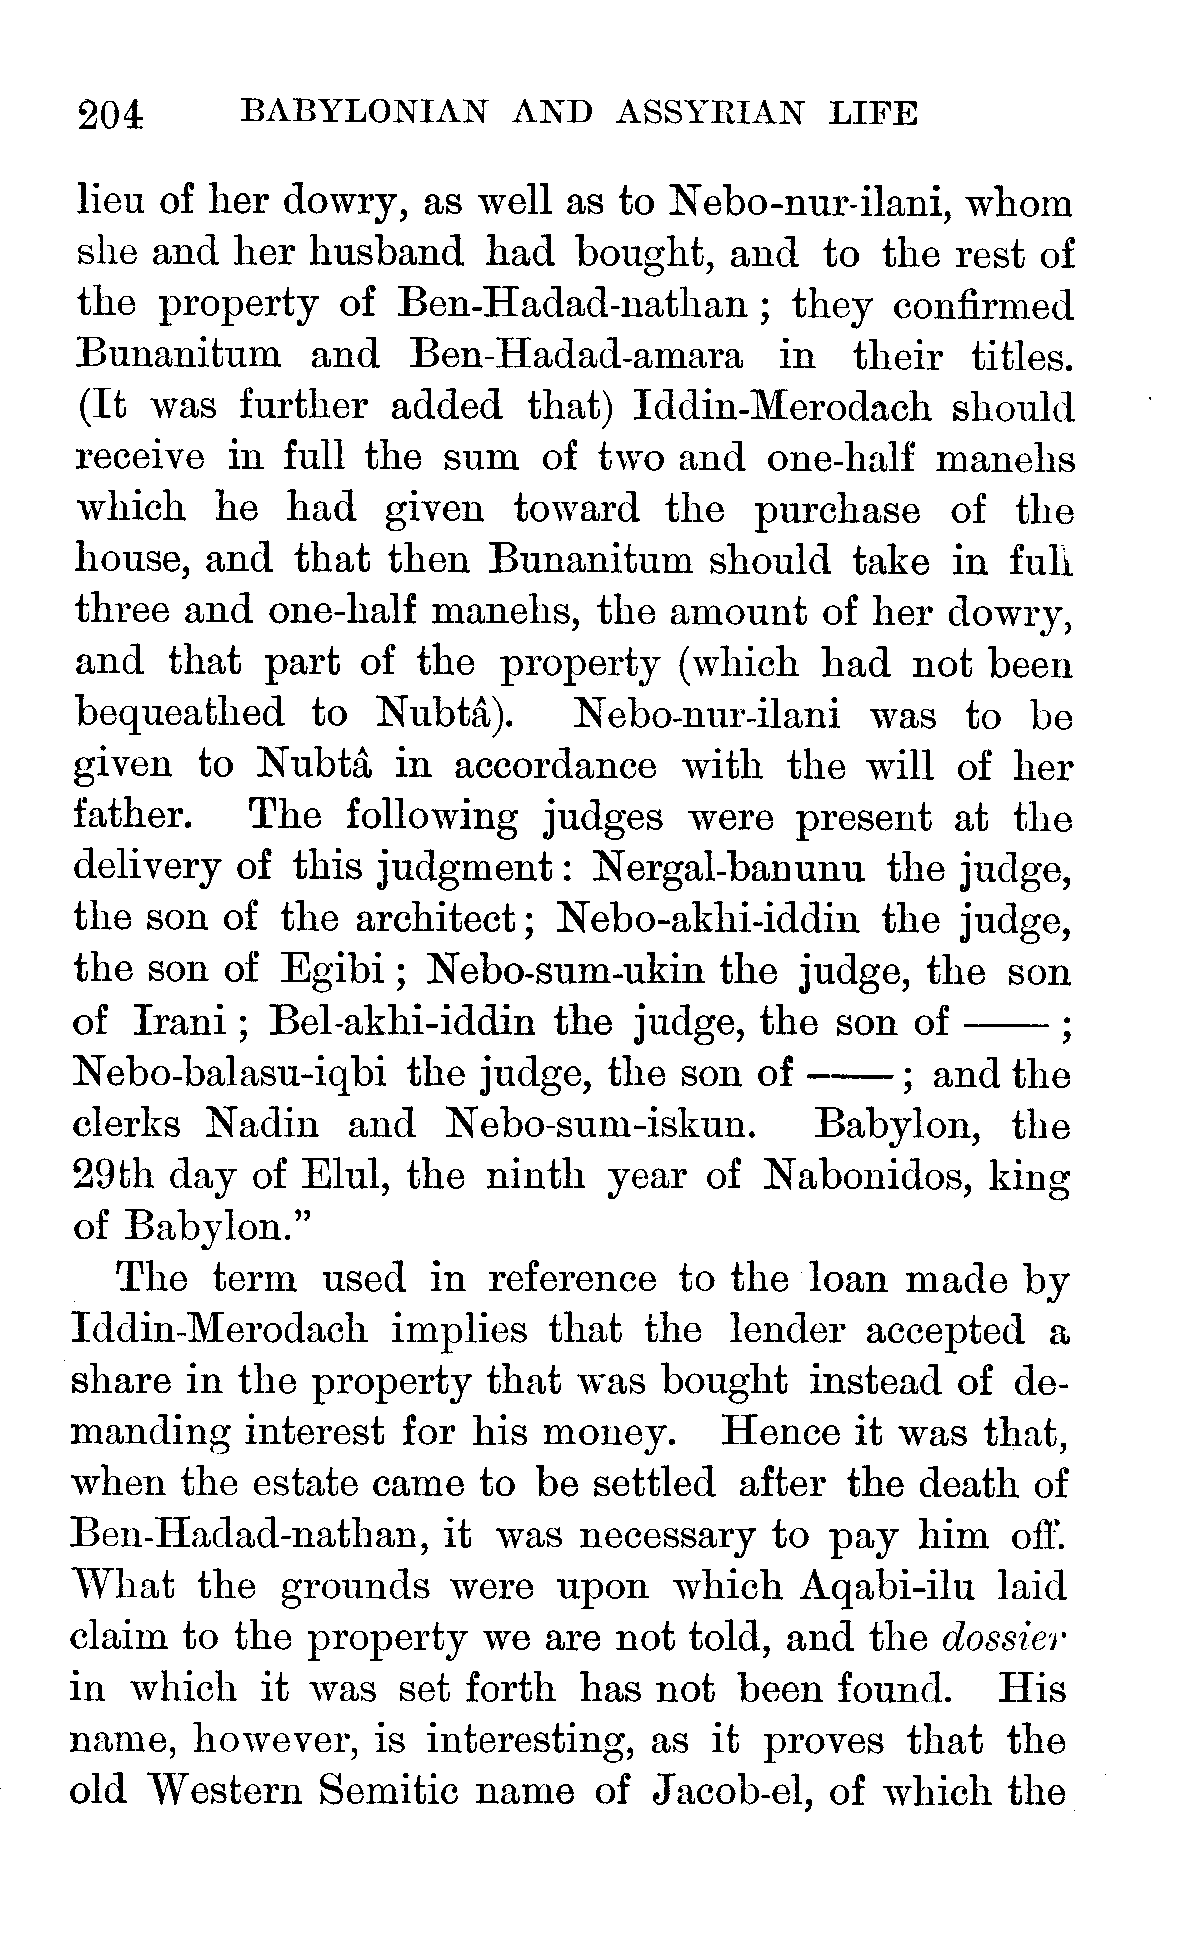 204 BABYLONIAN AND ASSYRIAN LIFE
lieu of her dowry, as well as to Nebo-nur-ilani, whom
she and her husband had bought, and to the rest of
the property of Ben-Hadad-nathan ; they confirmed
Bunanitum and Ben-Hadad-amara in their titles.
(It was further added that) Iddin-Merodach should
receive in full the sum of two and one-half manehs
which he had given toward the purchase of the
house, and that then Bunanitum should take in full
three and one-half manehs, the amount of her dowry,
and that part of the property (which had not been
bequeathed to Nubtâ). Nebo-nur-ilani was to be
given to Nubtâ in accordance with the will of her
father. The following judges were present at the
delivery of this judgment : Nergal-banunu the judge,
the son of the architect ; Nebo-akhi-iddin the judge,
the son of Egibi ; Nebo-sum-ukin the judge, the son
of Irani ; Bel-akhi-iddin the judge, the son of —— ;
Nebo-balasu-iqbi the judge, the son of —— ; and the
clerks Nadin and Nebo-sum-iskun. Babylon, the
29th day of Elul, the ninth year of Nabonidos, king
of Babylon.”
The term used in reference to the loan made by
Iddin-Merodach implies that the lender accepted a
share in the property that was bought instead of de-
manding interest for his money. Hence it was that,
when the estate came to be settled after the death of
Ben-Hadad-nathan, it was necessary to pay him off.
What the grounds were upon which Aqabi-ilu laid
claim to the property we are not told, and the dossier
in which it was set forth has not been found. His
name, however, is interesting, as it proves that the
old Western Semitic name of Jacob-el, of which the